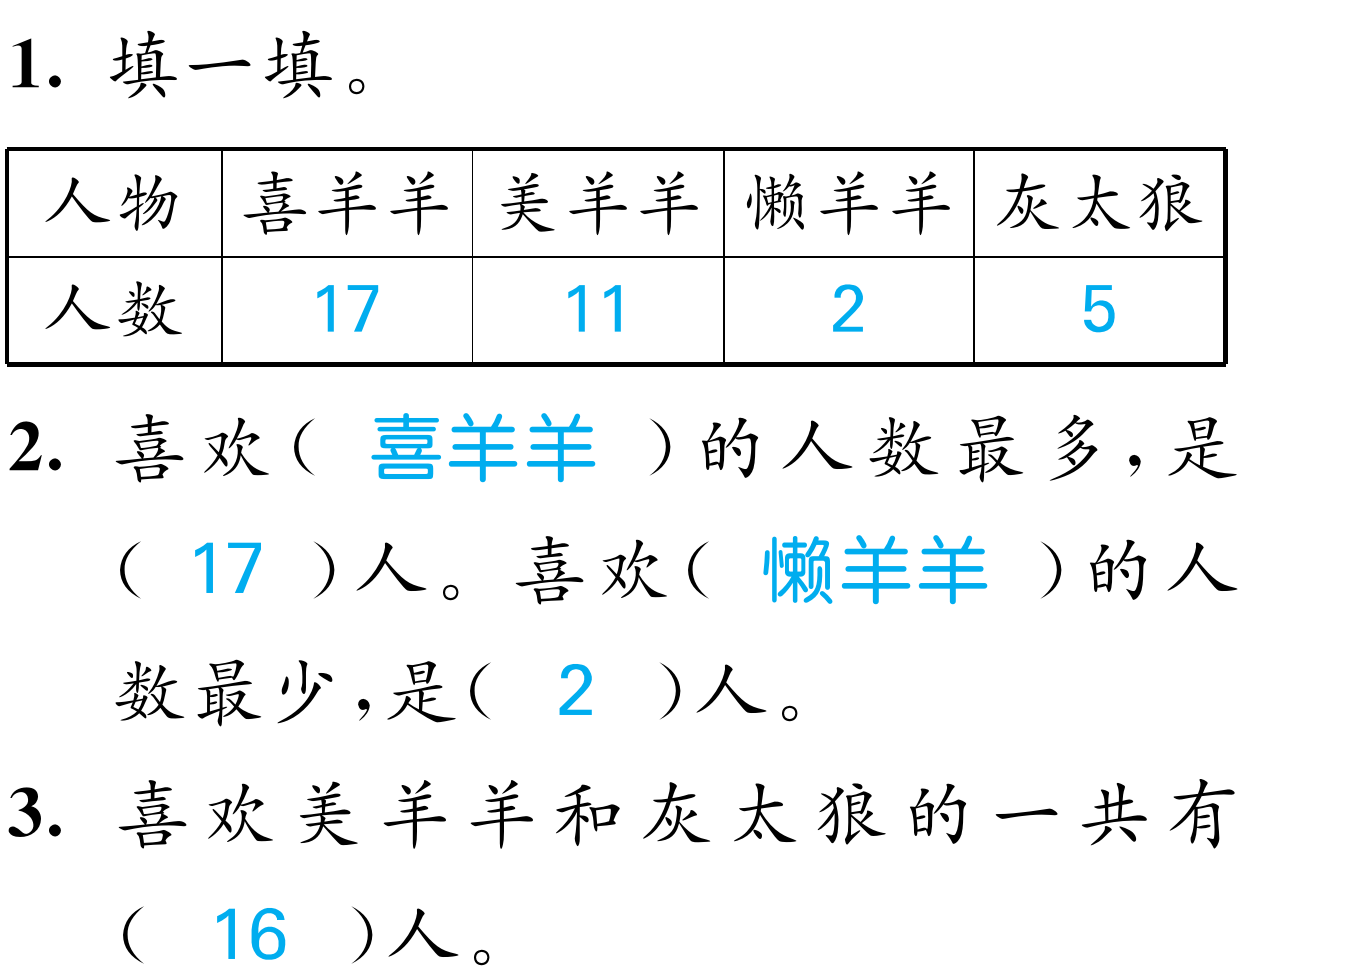 1. 填一填。
人物 喜羊羊 美羊羊 懒羊羊 灰太狼
人数 17 11 2 5
2. 喜欢( 喜羊羊 )的人数最多,是
( 17 )人。喜欢( 懒羊羊 )的人
数最少,是( 2 )人。
3. 喜欢美羊羊和灰太狼的一共有
( 16 )人。